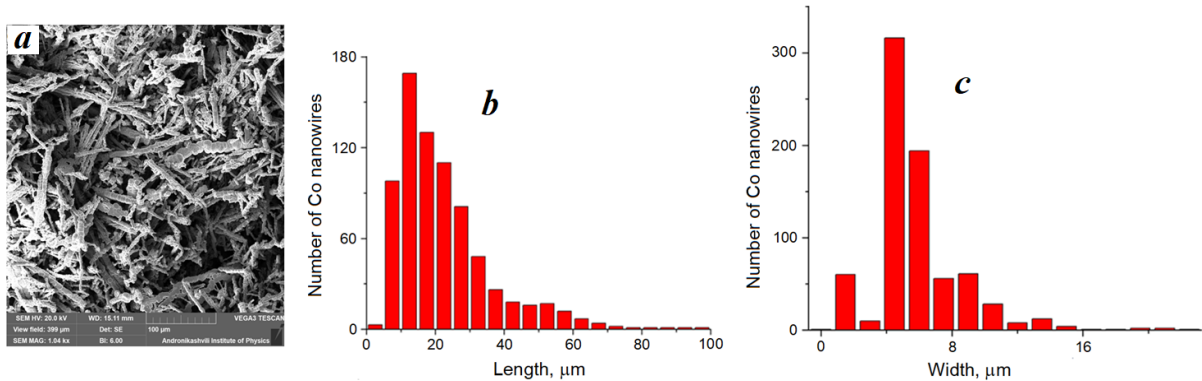 a
SEM HV: 20.0 kV WD: 15.11 mm VEGA3 TESCAN
View field: 399 µm Det: SE 100 µm
SEM MAG: 1.04 kx BI: 6.00 Andronikashvili Institute of Physics
b
Number of Co nanowires
180
120
60
0
0 20 40 60 80 100
Length, µm
c
Number of Co nanowires
300
200
100
0
0 8 16
Width, µm